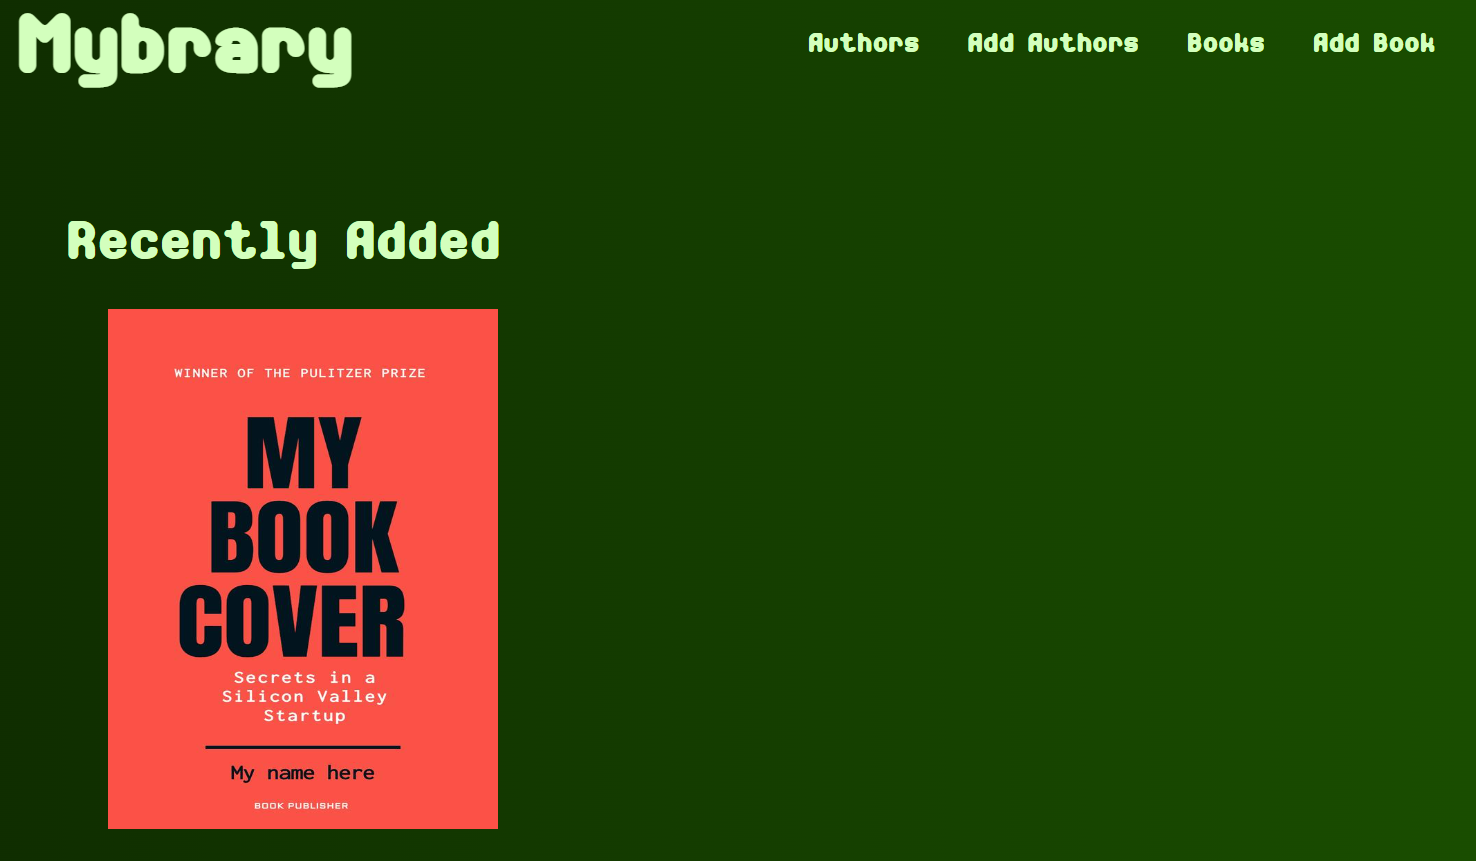 Mybrary
Authors Add Authors Books Add Book
Recently Added
WINNER OF THE PULITZER PRIZE
MY
BOOK
COVER
Secrets in a
Silicon Valley
Startup
My name here
BOOK PUBLISHER